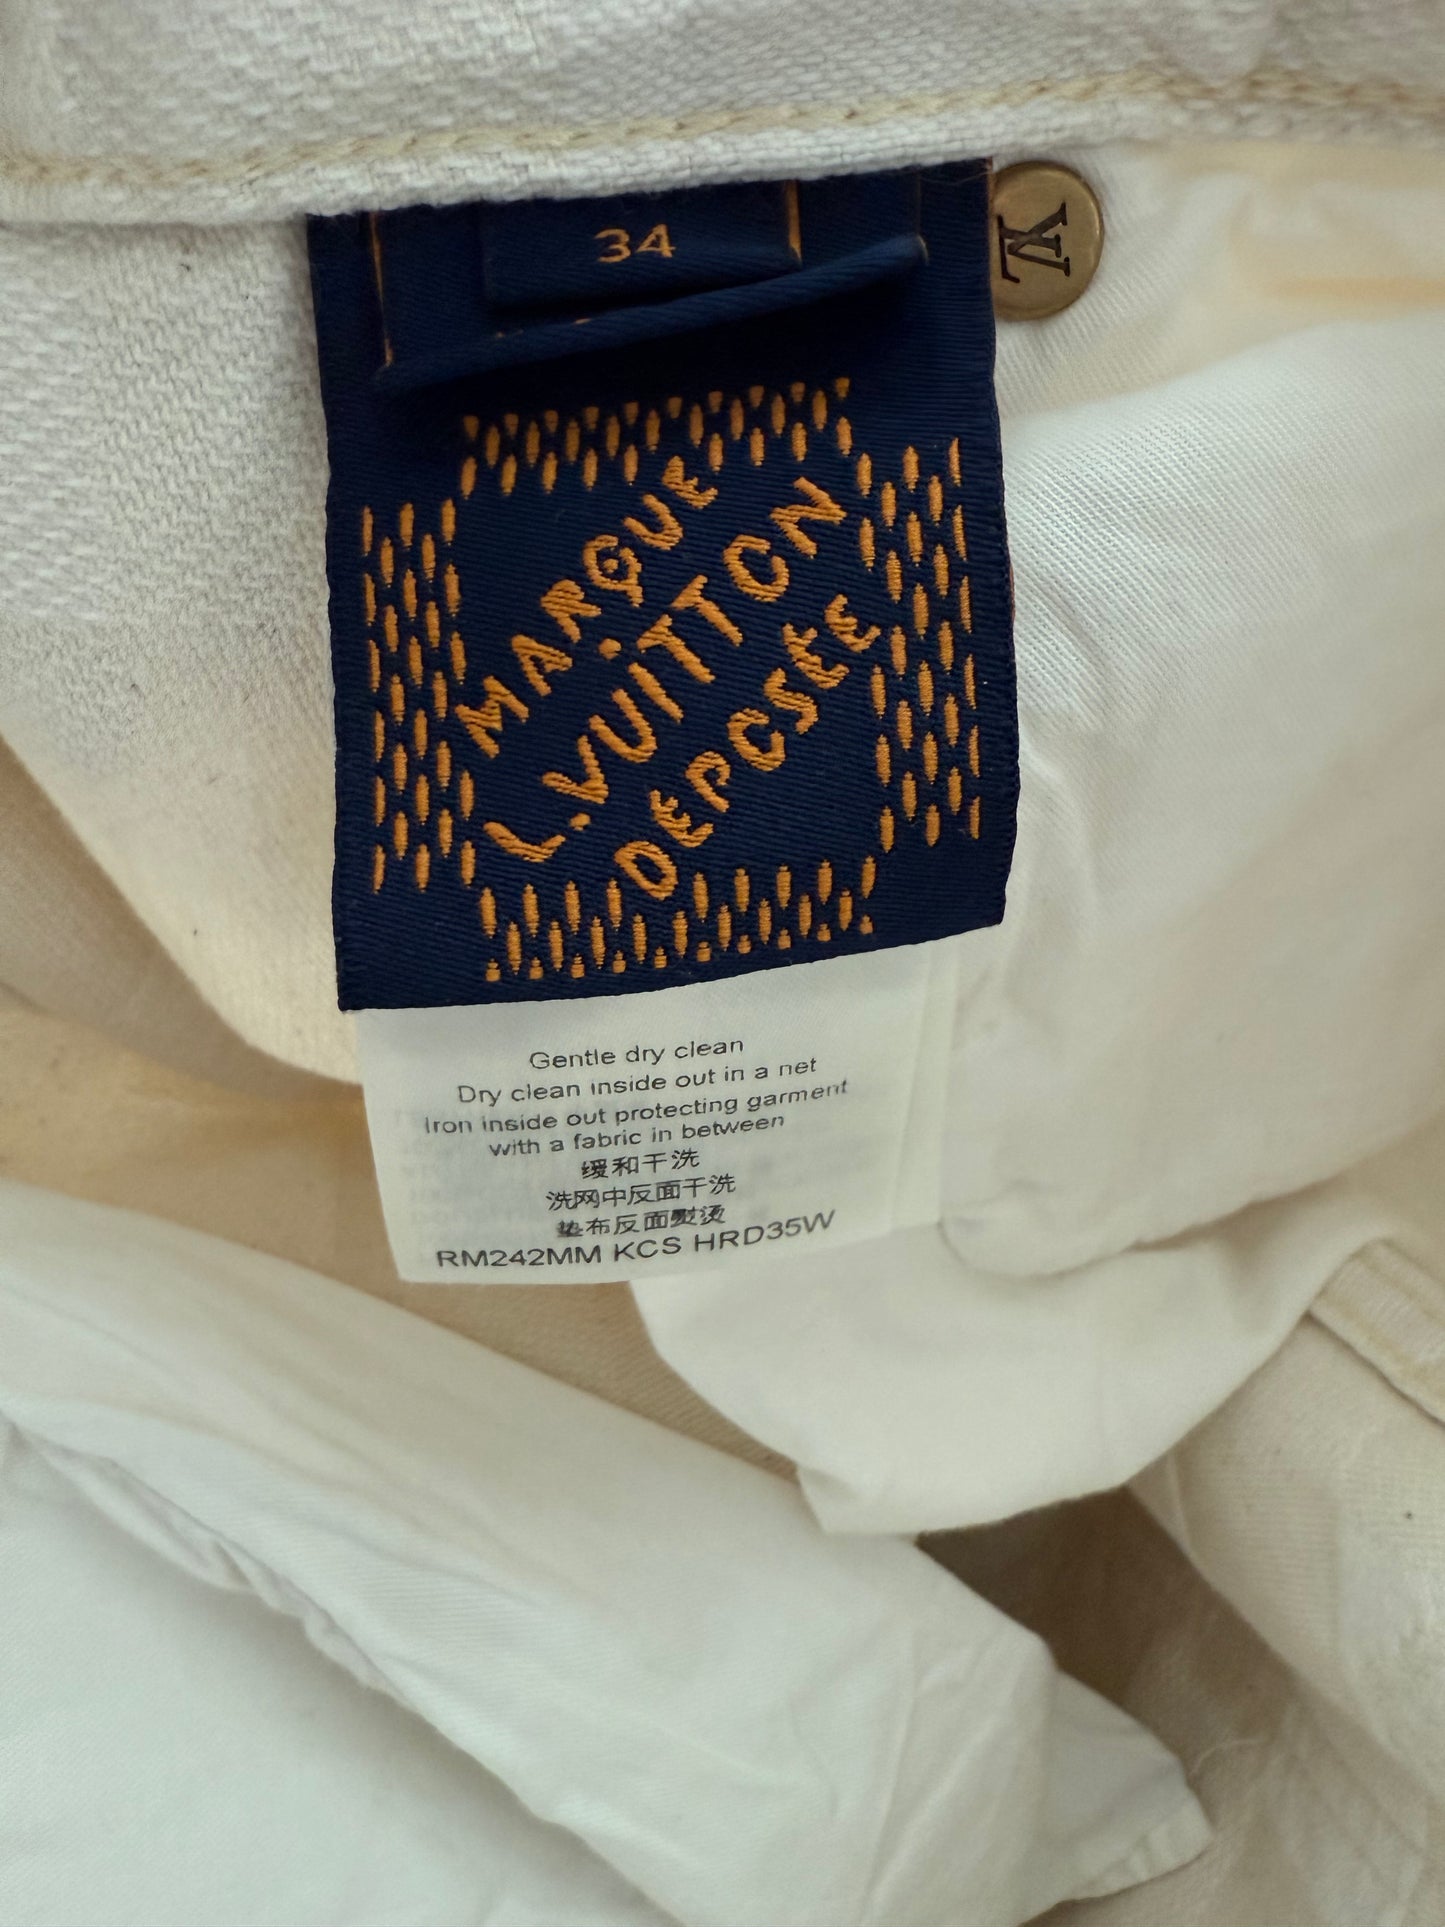 34
LV
MARQUE
L.VUITTON
DEPOSÉE
Gentle dry clean
Dry clean inside out in a net
Iron inside out protecting garment
with a fabric in between
缓和干洗
洗网中反面干洗
垫布反面熨烫
RM242MM KCS HRD35W